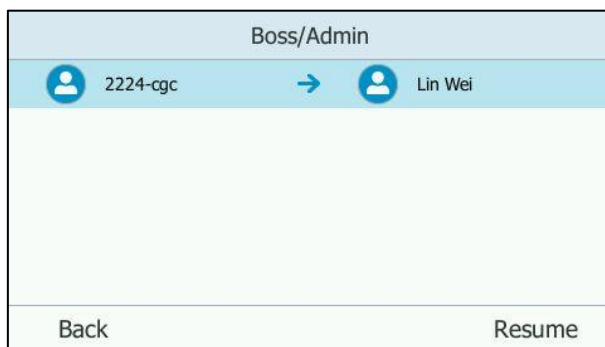 Boss/Admin
2224-cgc → Lin Wei
Back Resume